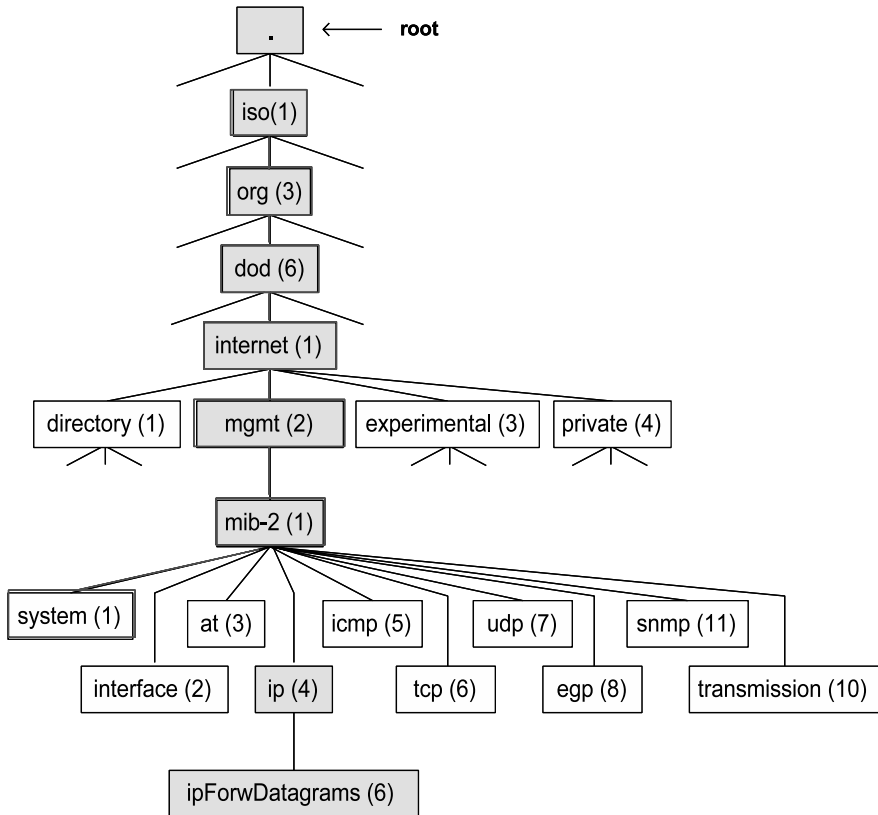 .
root
iso(1)
org (3)
dod (6)
internet (1)
directory (1)
mgmt (2)
experimental (3)
private (4)
mib-2 (1)
system (1)
at (3)
icmp (5)
udp (7)
snmp (11)
interface (2)
ip (4)
tcp (6)
egp (8)
transmission (10)
ipForwDatagrams (6)